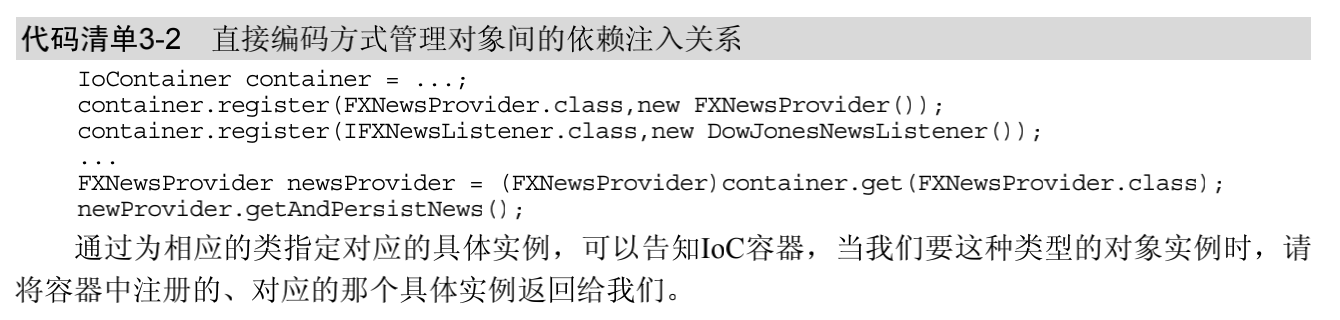 代码清单3-2 直接编码方式管理对象间的依赖注入关系
IoContainer container = ...;
container.register(FXNewsProvider.class,new FXNewsProvider());
container.register(IFXNewsListener.class,new DowJonesNewsListener());
...
FXNewsProvider newsProvider = (FXNewsProvider)container.get(FXNewsProvider.class);
newProvider.getAndPersistNews();
通过为相应的类指定对应的具体实例，可以告知IoC容器，当我们要这种类型的对象实例时，请
将容器中注册的、对应的那个具体实例返回给我们。